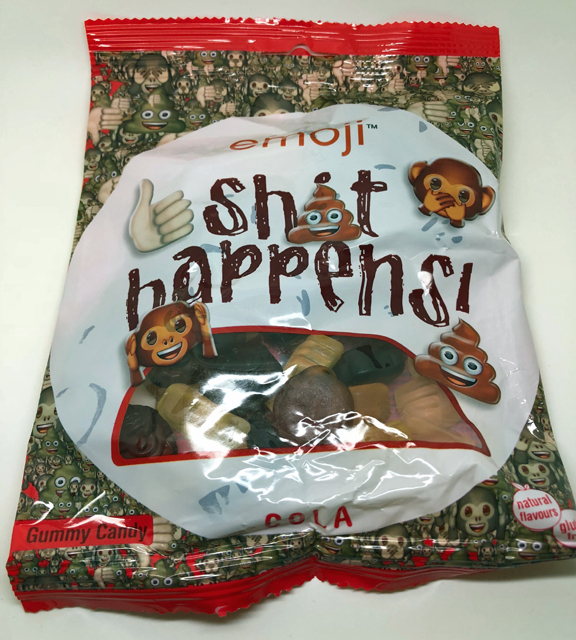 emoji™
shit
happens!
COLA
Gummy Candy
natural
flavours